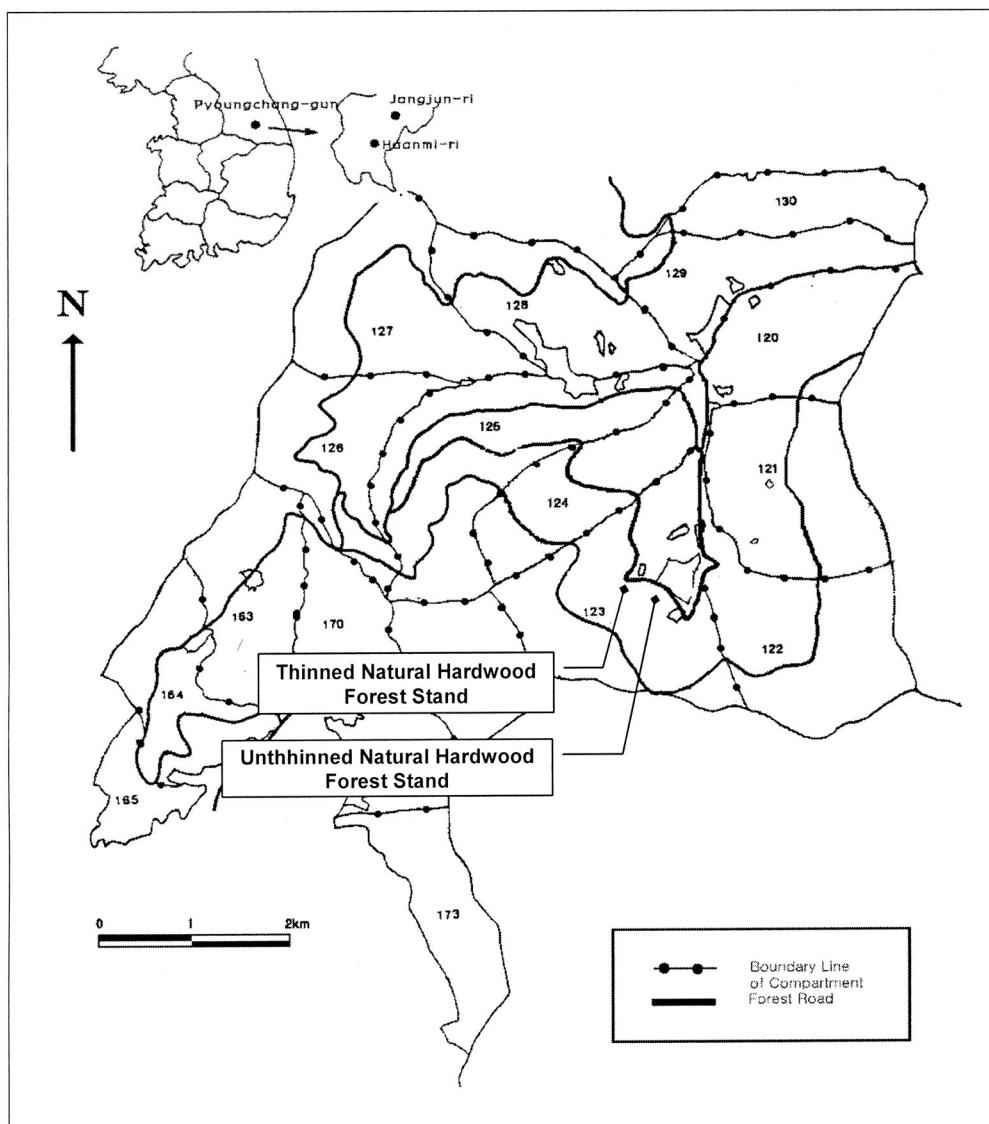 Pyoungchang-gun
Jangjun-ri
Haanmi-ri
N
130
129
128
127
120
126
125
121
124
163
170
123
122
164
Thinned Natural Hardwood
Forest Stand
Unthhinned Natural Hardwood
Forest Stand
165
173
0 1 2km
Boundary Line
of Compartment
Forest Road